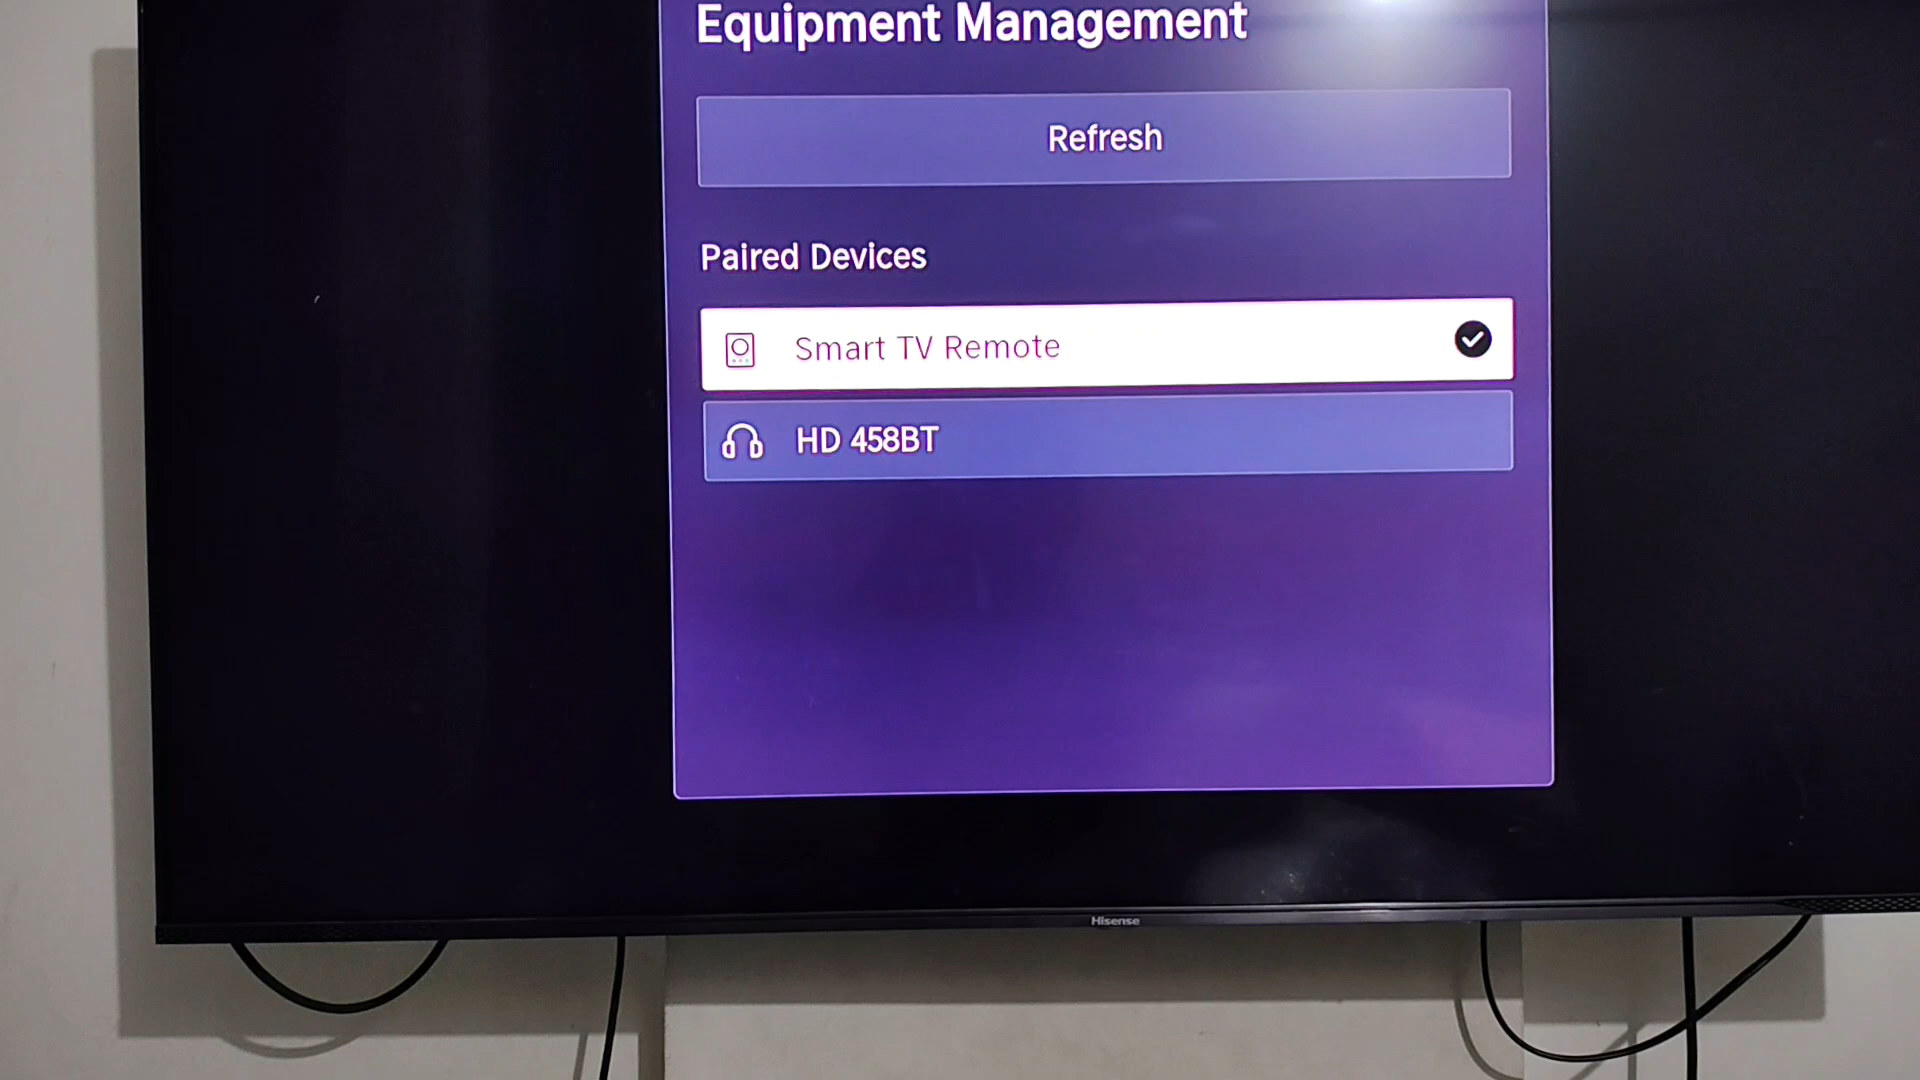 Equipment Management
Refresh
Paired Devices
Smart TV Remote
HD 458BT
Hisense